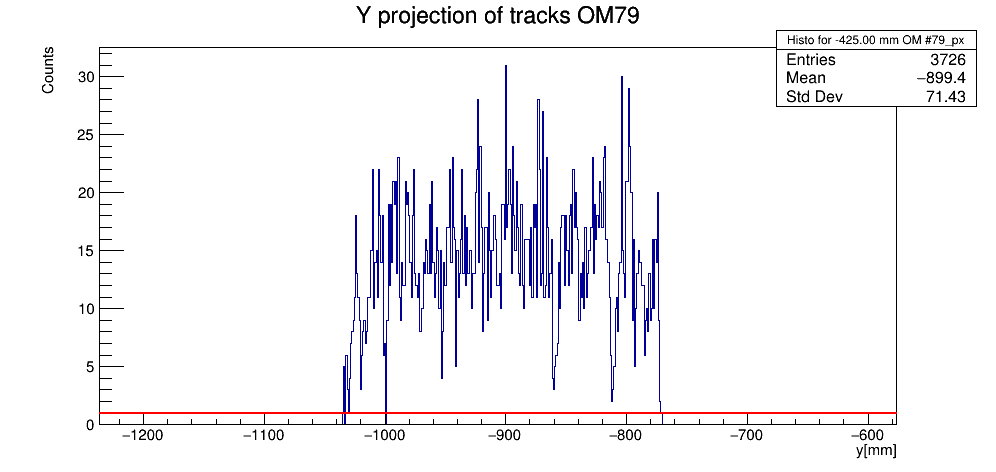 Y projection of tracks OM79
Histo for -425.00 mm OM #79_px
Entries 3726
Mean −899.4
Std Dev 71.43
Counts
30
25
20
15
10
5
0
−1200 −1100 −1000 −900 −800 −700 −600
y[mm]